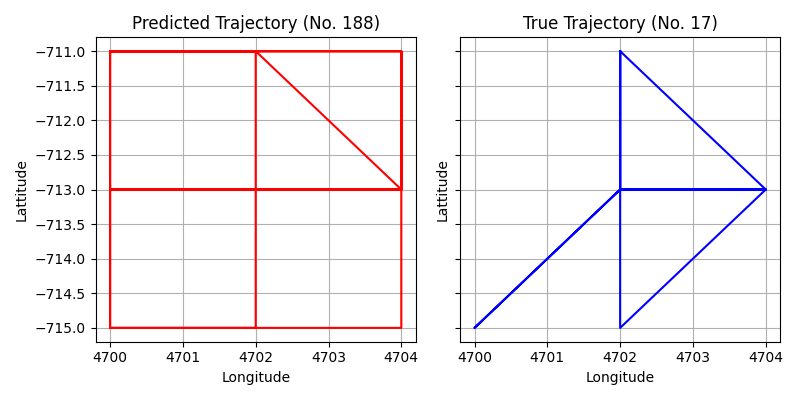 Predicted Trajectory (No. 188)
True Trajectory (No. 17)
−711.0
−711.5
−712.0
−712.5
−713.0
−713.5
−714.0
−714.5
−715.0
Lattitude
Lattitude
4700 4701 4702 4703 4704
4700 4701 4702 4703 4704
Longitude
Longitude